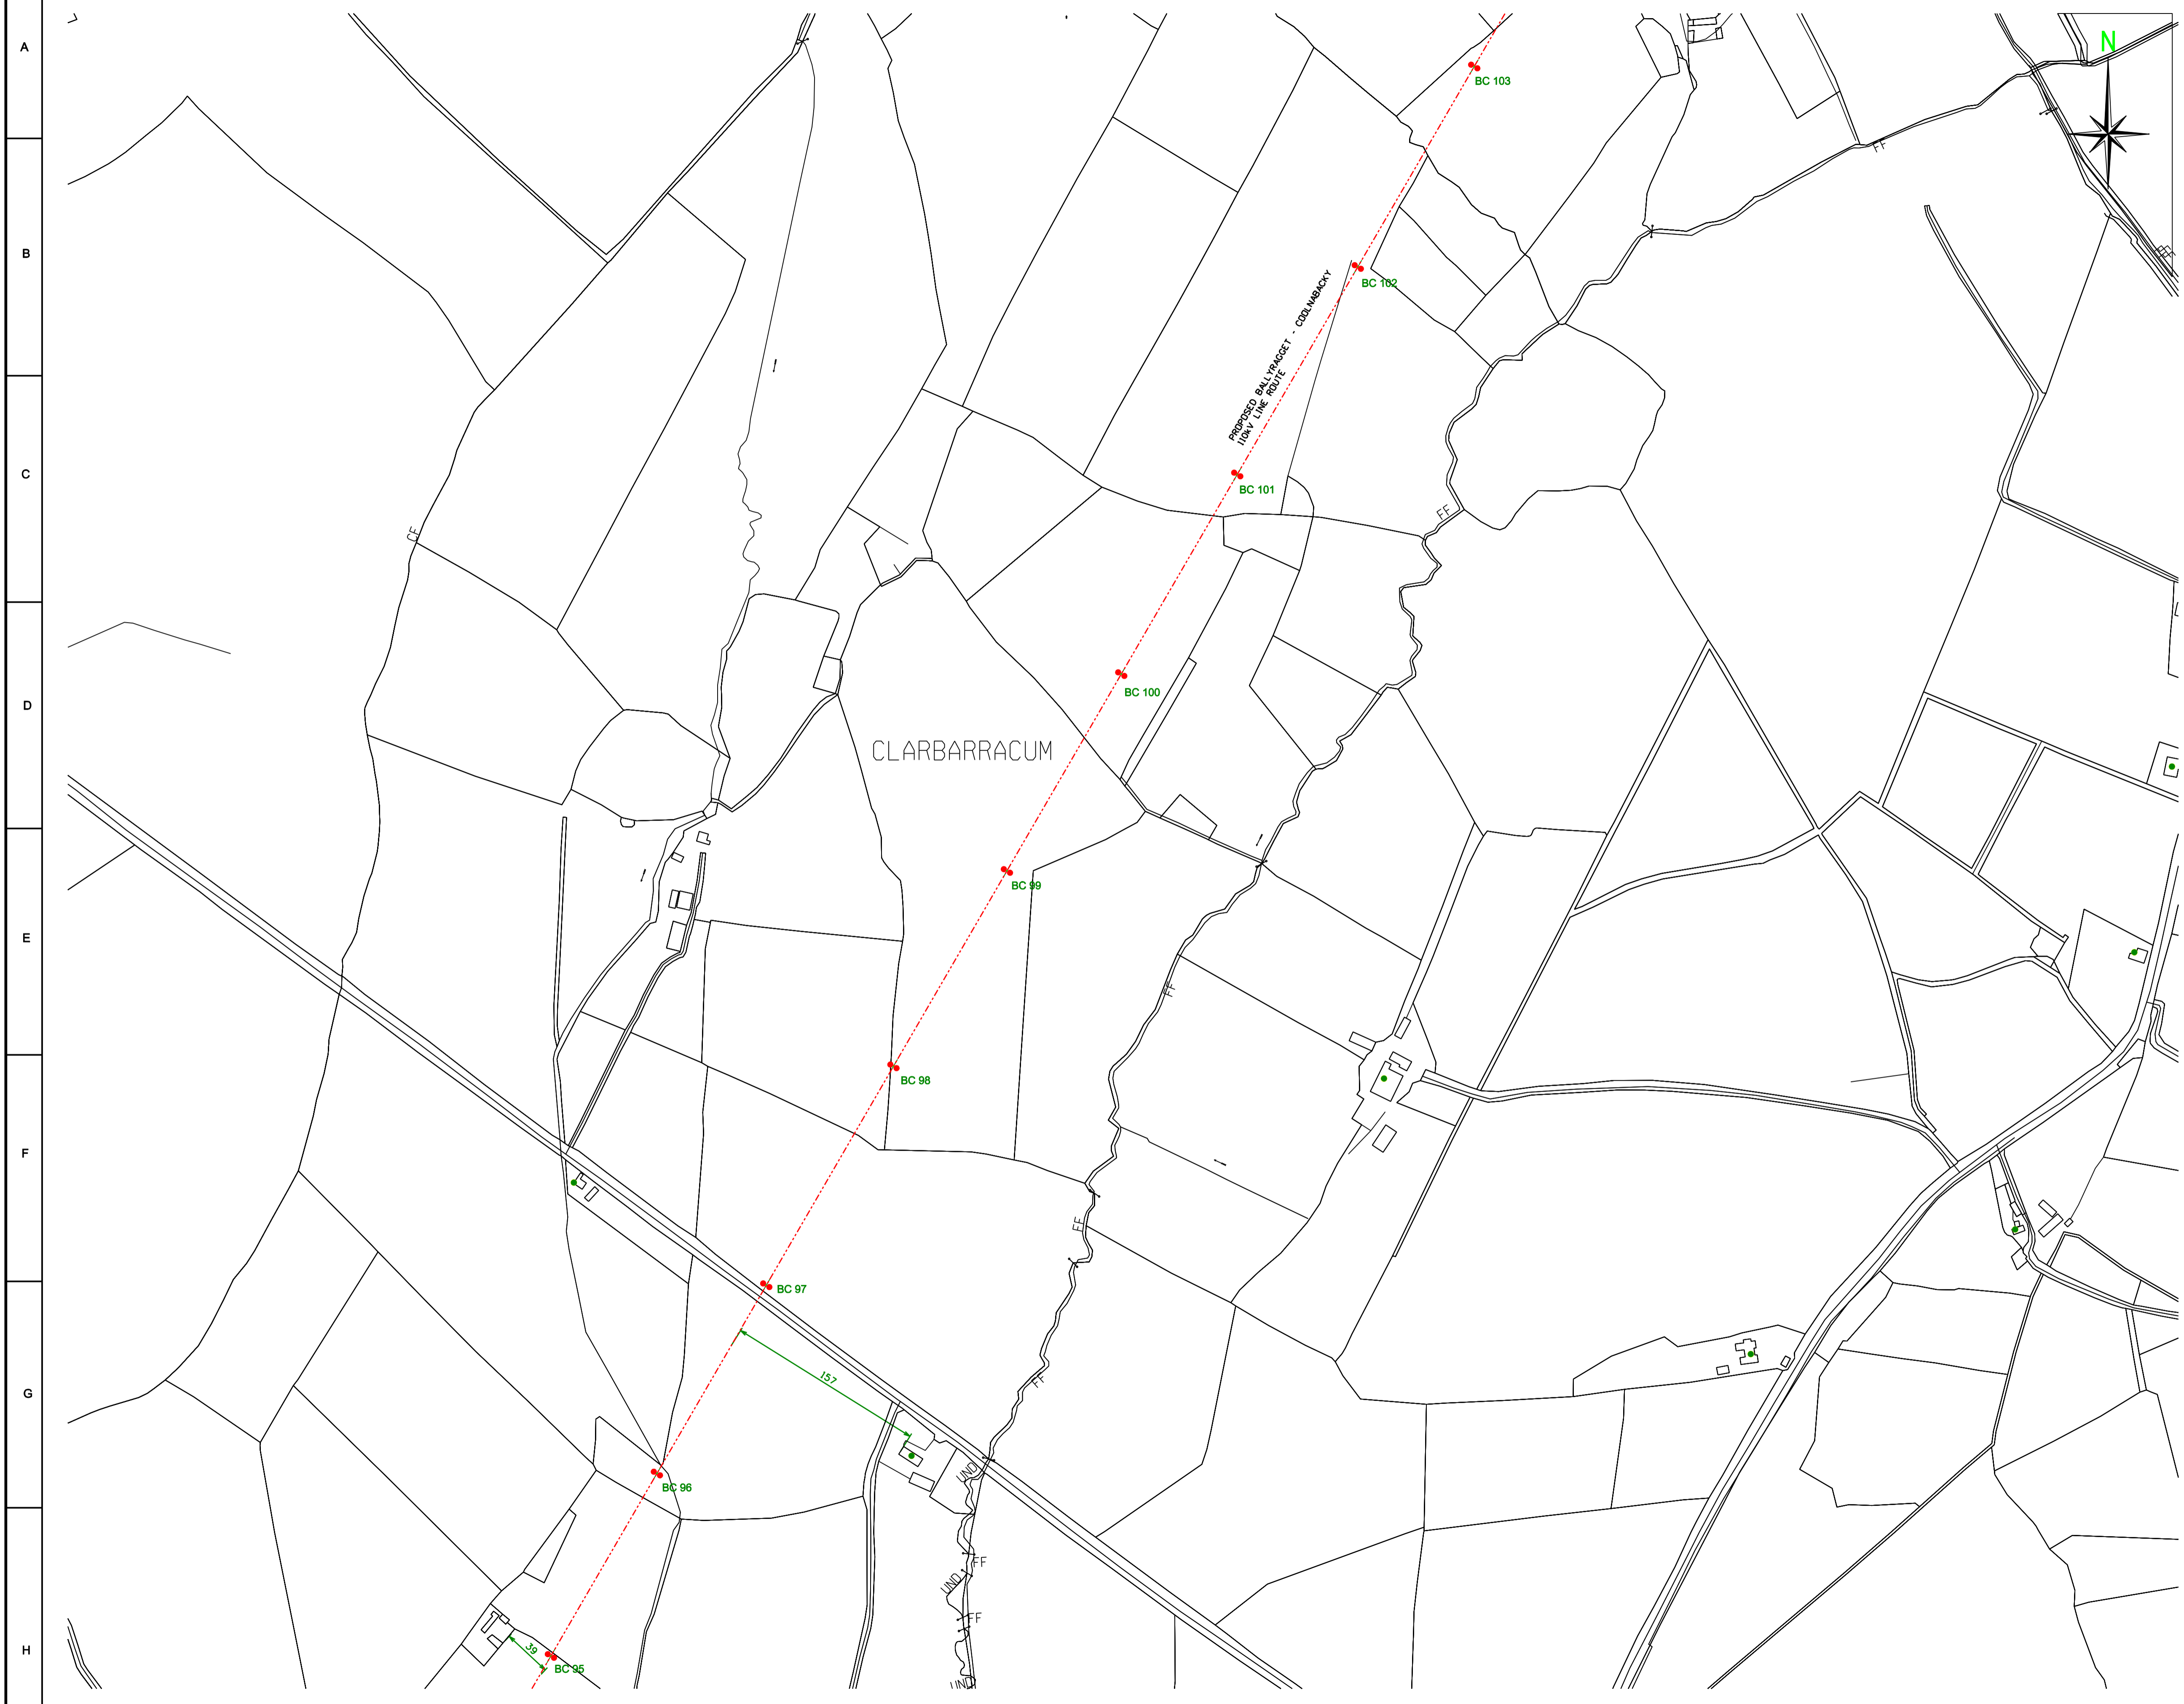 A
N
BC 103
FF
B
BC 102
PROPOSED BALLYRAGGET - COOLNABACKY
110kV LINE ROUTE
C
BC 101
FF
CF
D
BC 100
CLARBARRACUM
BC 99
E
FF
BC 98
F
FF
BC 97
157
G
FF
UND
BC 96
FF
UND
FF
H
39
BC 95
UND